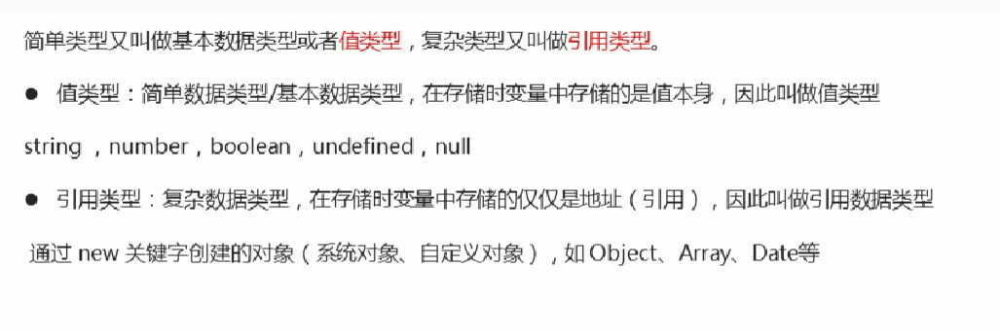 简单类型又叫做基本数据类型或者值类型，复杂类型又叫做引用类型。
● 值类型：简单数据类型/基本数据类型，在存储时变量中存储的是值本身，因此叫做值类型
string ，number，boolean，undefined，null
● 引用类型：复杂数据类型，在存储时变量中存储的仅仅是地址（引用），因此叫做引用数据类型
通过 new 关键字创建的对象（系统对象、自定义对象），如 Object、Array、Date等